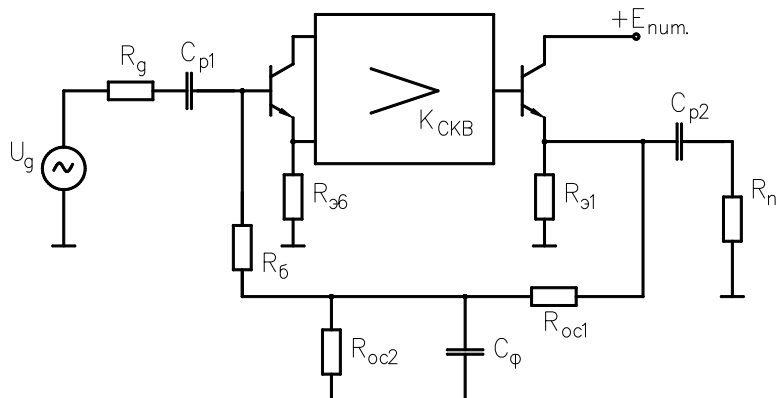 +E num.
R g
C p1
C p2
K CKB
U g
R э6
R э1
R n
R б
R oc1
R oc2
C φ